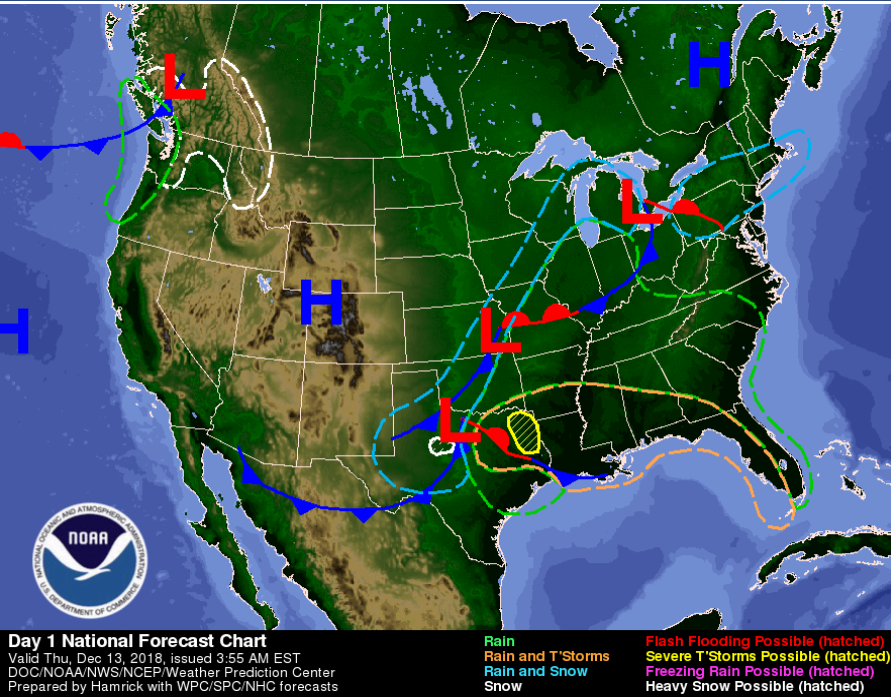 L
H
H
H
L
L
L
NOAA
NATIONAL OCEANIC AND ATMOSPHERIC ADMINISTRATION
U.S. DEPARTMENT OF COMMERCE
Day 1 National Forecast Chart
Valid Thu, Dec 13, 2018, issued 3:55 AM EST
DOC/NOAA/NWS/NCEP/Weather Prediction Center
Prepared by Hamrick with WPC/SPC/NHC forecasts
Rain
Rain and T'Storms
Rain and Snow
Snow
Flash Flooding Possible (hatched)
Severe T'Storms Possible (hatched)
Freezing Rain Possible (hatched)
Heavy Snow Possible (hatched)